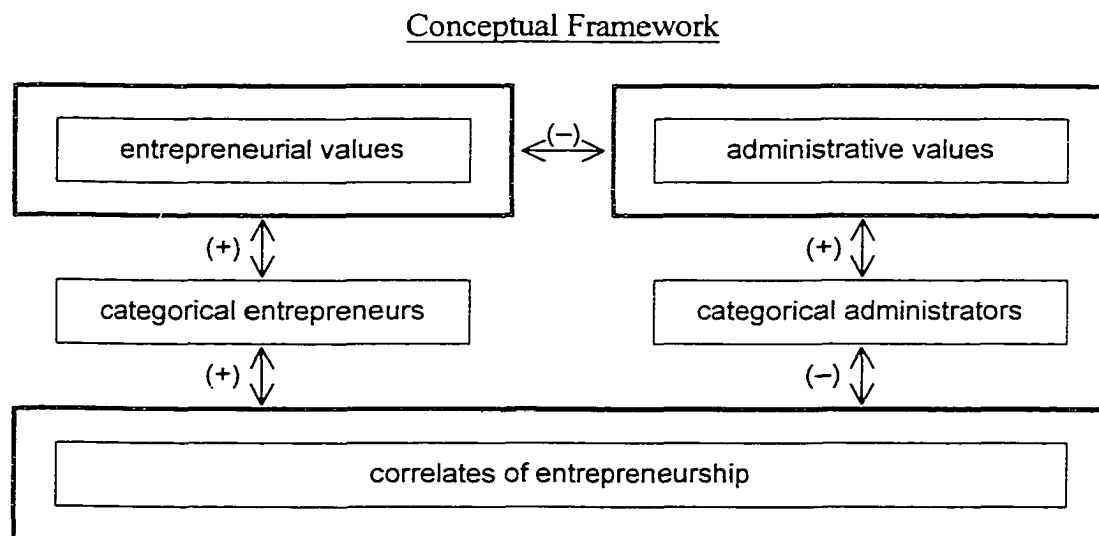 Conceptual Framework
entrepreneurial values
(−)
administrative values
(+)
(+)
categorical entrepreneurs
categorical administrators
(+)
(−)
correlates of entrepreneurship